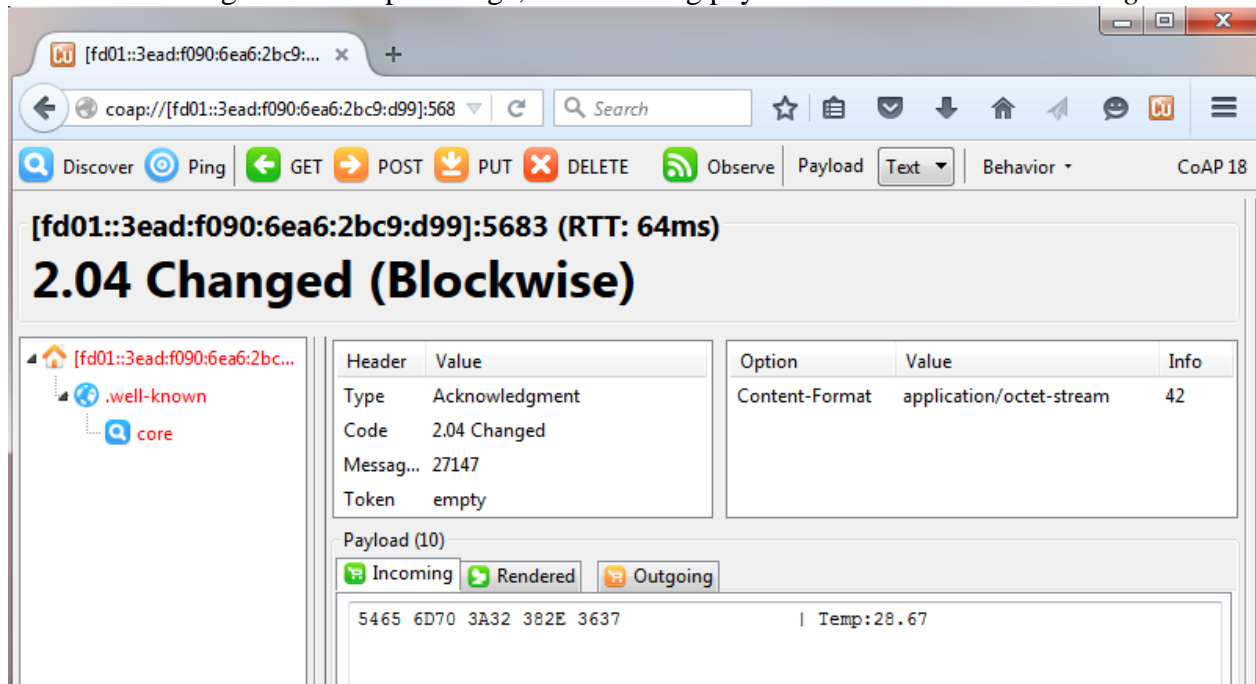 [fd01::3ead:f090:6ea6:2bc9:...
coap://[fd01::3ead:f090:6ea6:2bc9:d99]:568
Search
Discover Ping GET POST PUT DELETE Observe Payload Text Behavior CoAP 18
[fd01::3ead:f090:6ea6:2bc9:d99]:5683 (RTT: 64ms)
2.04 Changed (Blockwise)
[fd01::3ead:f090:6ea6:2bc...
.well-known
core
Header Value
Type Acknowledgment
Code 2.04 Changed
Messag... 27147
Token empty
Option Value Info
Content-Format application/octet-stream 42
Payload (10)
Incoming Rendered Outgoing
5465 6D70 3A32 382E 3637 | Temp:28.67